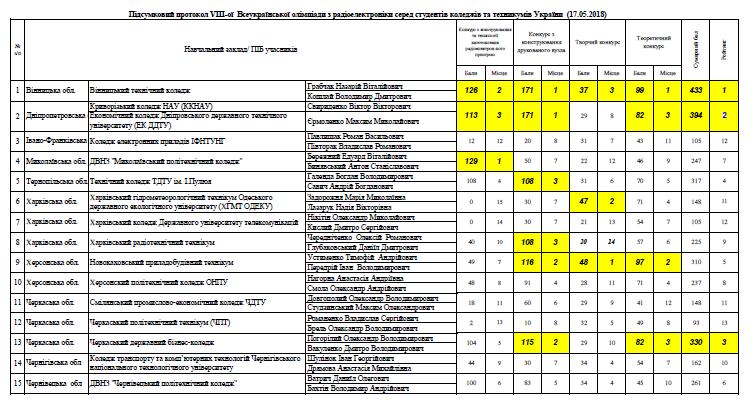 Підсумковий протокол VIII-ої Всеукраїнської олімпіади з радіоелектроніки серед студентів коледжів та технікумів України (17.05.2018)
№ з/п
Навчальний заклад/ ПІБ учасників
Конкурс з конструювання та технології виготовлення радіоелектронного пристрою
Конкурс з конструювання друкованого вузла
Творчий конкурс
Теоретичний конкурс
Сумарний бал
Рейтинг
Бали Місце Бали Місце Бали Місце Бали Місце
1 Вінницька обл. Вінницький технічний коледж Грабчак Назарій Віталійович 126 2 171 1 37 3 99 1 433 1
Кошлай Володимир Дмитрович
2 Дніпропетровська Криворізький коледж НАУ (ККНАУ) Свириденко Віктор Вікторович 113 3 171 1 29 8 82 3 394 2
Економічний коледж Дніпровського державного технічного університету (ЕК ДДТУ) Єрмоленко Максим Миколайович
3 Івано-Франківська Коледж електронних приладів ІФНТУНГ Павлишак Роман Васильович 12 12 20 8 31 7 43 11 105 12
Півторак Владислав Романович
4 Миколаївська обл. ДВНЗ "Миколаївський політехнічний коледж" Бережний Едуард Віталійович 129 1 50 7 22 12 46 9 247 7
Бинявський Антон Станіславович
5 Тернопільська обл. Технічний коледж ТДТУ ім. І.Пулюя Галенда Богдан Володимирович 108 4 108 3 31 6 70 5 317 4
Савич Андрій Богданович
6 Харківська обл. Харківський гідрометеорологічний технікум Одеського державного екологічного університету (ХГМТ ОДЕКУ) Задорожня Марія Миколаївна 0 15 30 7 47 2 71 4 148 11
Лазарук Надія Вікторівна
7 Харківська обл. Харківський коледж Державного університету телекомунікацій Нікітін Олександр Миколайович 0 14 30 7 21 13 54 7 105 12
Кислий Дмитро Сергійович
8 Харківська обл. Харківський радіотехнічний технікум Чередніченко Олексій Романович 40 10 108 3 20 14 57 6 225 9
Глубаковський Даніїл Дмитрович
9 Херсонська обл. Новокаховський приладобудівний технікум Устименко Тимофій Андрійович 49 7 116 2 48 1 97 2 310 5
Передрій Іван Володимирович
10 Херсонська обл. Херсонський політехнічний коледж ОНПУ Нагорна Анастасія Андріївна 48 8 91 4 28 11 71 4 237 8
Смола Олександр Андрійович
11 Черкаська обл. Смілянський промислово-економічний коледж ЧДТУ Довгополий Олександр Володимирович 18 11 60 6 29 9 41 12 148 11
Студзинський Максим Олександрович
12 Черкаська обл. Черкаський політехнічний технікум (ЧПТ) Романенко Владислав Сергійович 2 13 10 8 32 5 49 8 93 13
Брель Олександр Володимирович
13 Черкаська обл. Черкаський державний бізнес-коледж Погорілий Олександр Володимирович 104 5 115 2 29 10 82 3 330 3
Вакуленко Дмитро Володимирович
14 Чернігівська обл. Коледж транспорту та комп'ютерних технологій Чернігівського національного технологічного університету Шулінок Іван Георгійович 44 9 30 7 34 4 54 7 162 10
Дрямова Анастасія Михайлівна
15 Чернівецька обл ДВНЗ "Чернівецький політехнічний коледж" Ватрич Даніїл Олегович 100 6 83 5 34 4 45 10 261 6
Бахтін Володимир Андрійович